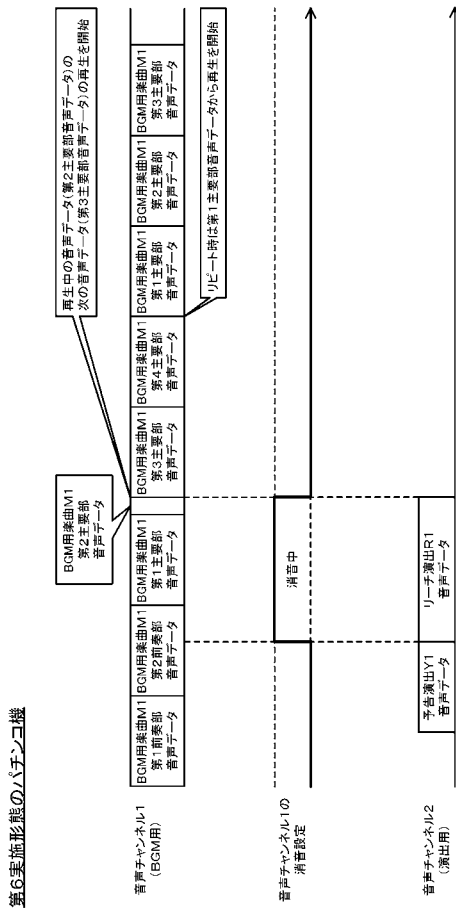 第6実施形態のパチンコ機
BGM用楽曲M1
第2主要部
音声データ
再生中の音声データ(第2主要部音声データ)の
次の音声データ(第3主要部音声データ)の再生を開始
音声チャンネル1
(BGM用)
BGM用楽曲M1
第1前奏部
音声データ
BGM用楽曲M1
第2前奏部
音声データ
BGM用楽曲M1
第1主要部
音声データ
BGM用楽曲M1
第3主要部
音声データ
BGM用楽曲M1
第4主要部
音声データ
BGM用楽曲M1
第1主要部
音声データ
BGM用楽曲M1
第2主要部
音声データ
BGM用楽曲M1
第3主要部
音声データ
リピート時は第1主要部音声データから再生を開始
音声チャンネル1の
消音設定
消音中
音声チャンネル2
(演出用)
予告演出Y1
音声データ
リーチ演出R1
音声データ